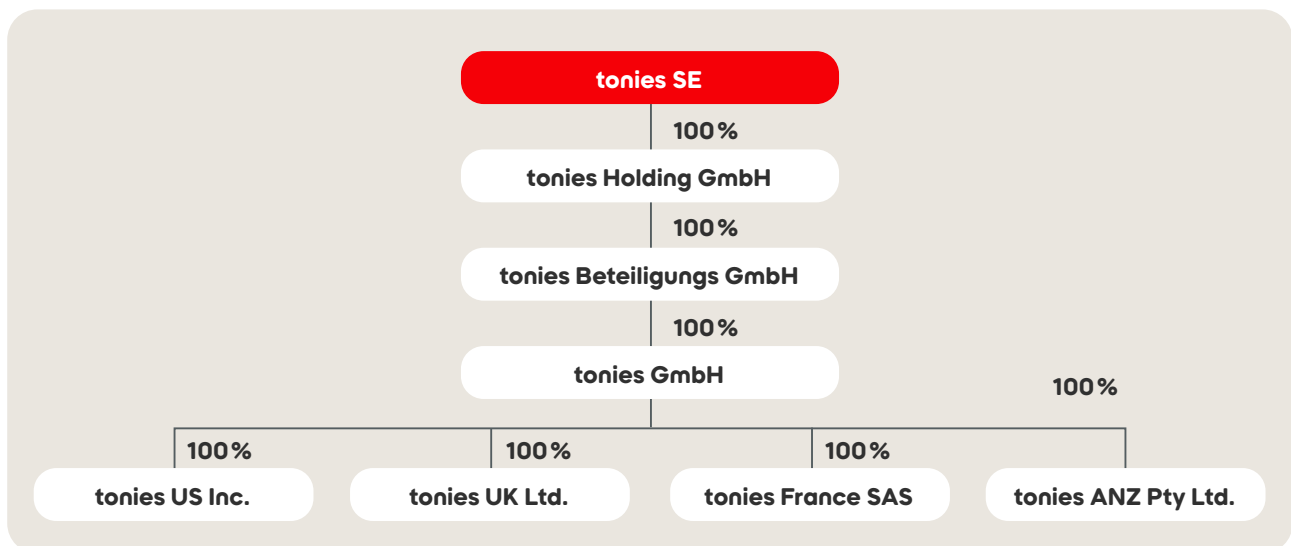 tonies SE
100 %
tonies Holding GmbH
100 %
tonies Beteiligungs GmbH
100 %
tonies GmbH
100 %
100 %
100 %
100 %
tonies US Inc.
tonies UK Ltd.
tonies France SAS
tonies ANZ Pty Ltd.